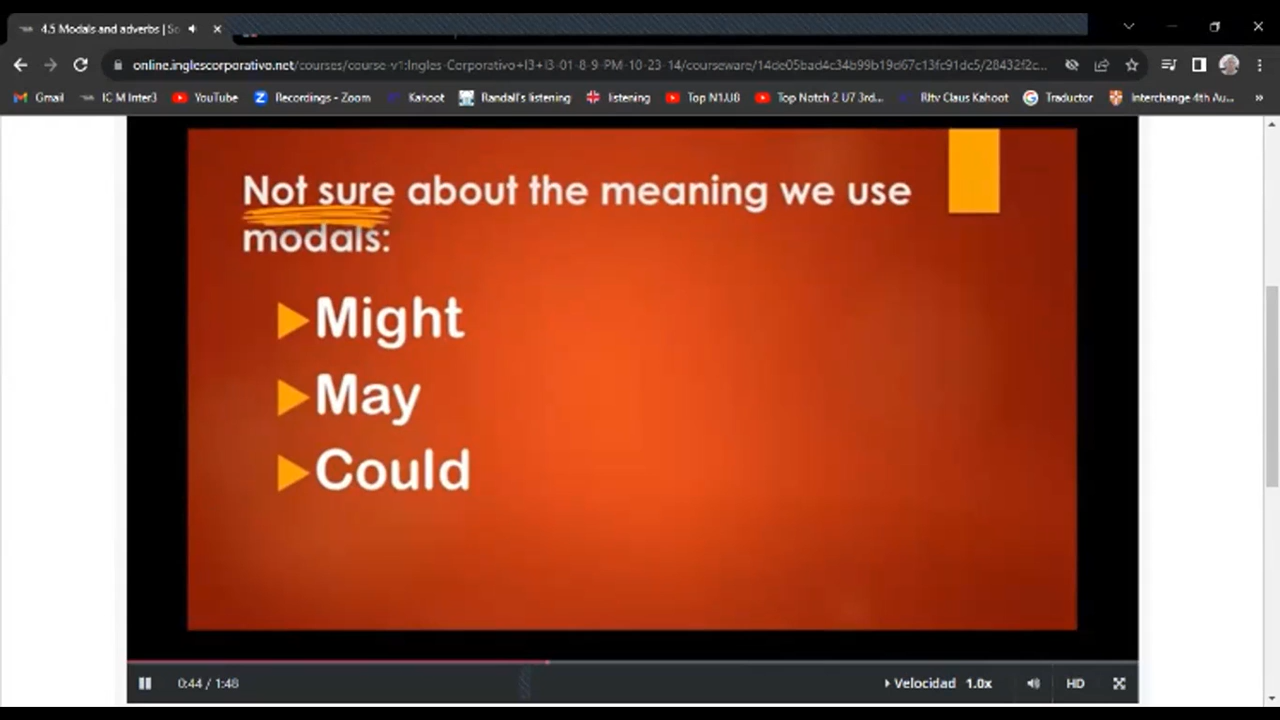 4.5 Modals and adverbs | So
online.inglescorporativo.net/courses/course-v1:Ingles-Corporativo+I3+I3-01-8-9-PM-10-23-14/courseware/14de05bad4c34b99b19d67c13fc91dc5/28432f2c...
Gmail IC M Inter3 YouTube Recordings - Zoom Kahoot Randall's listening listening Top N1.U8 Top Notch 2 U7 3rd... Rltv Claus Kahoot Traductor Interchange 4th Au... »
Not sure about the meaning we use
modals:
Might
May
Could
0:44 / 1:48 Velocidad 1.0x HD